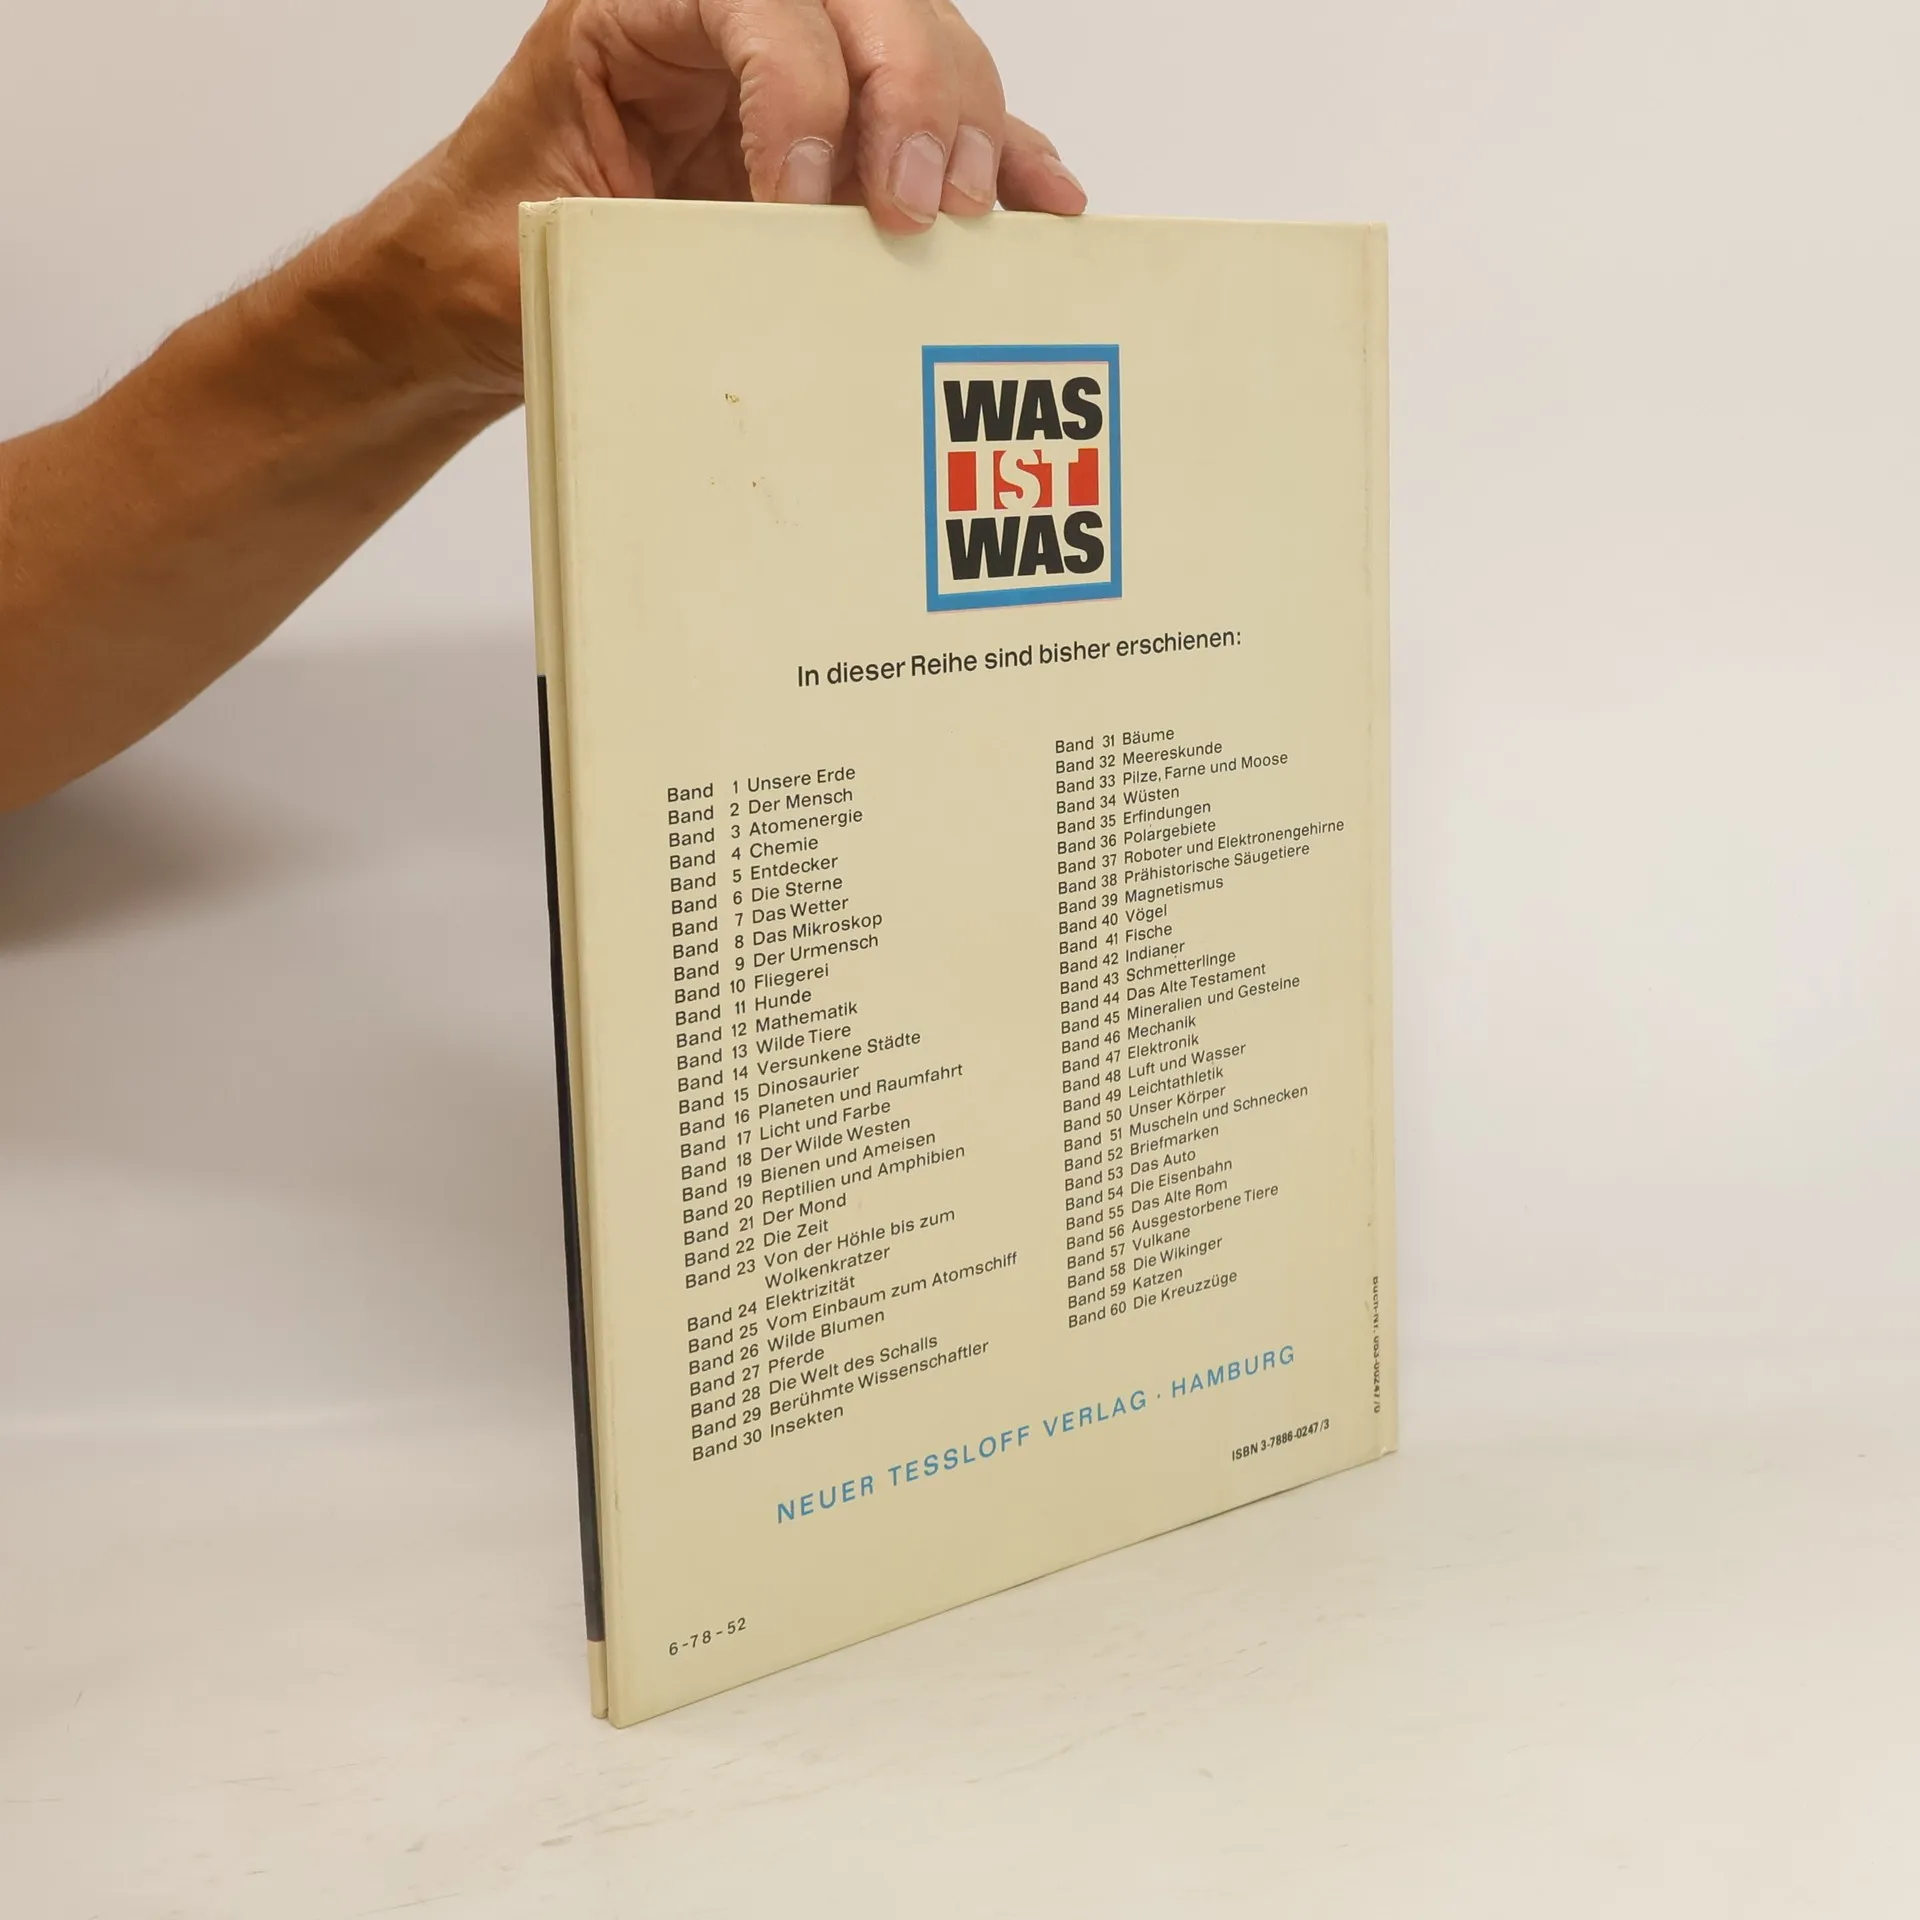 WAS
IST
WAS
In dieser Reihe sind bisher erschienen:
Band 1 Unsere Erde
Band 2 Der Mensch
Band 3 Atomenergie
Band 4 Chemie
Band 5 Entdecker
Band 6 Die Sterne
Band 7 Das Wetter
Band 8 Das Mikroskop
Band 9 Der Urmensch
Band 10 Fliegerei
Band 11 Hunde
Band 12 Mathematik
Band 13 Wilde Tiere
Band 14 Versunkene Städte
Band 15 Dinosaurier
Band 16 Planeten und Raumfahrt
Band 17 Licht und Farbe
Band 18 Der Wilde Westen
Band 19 Bienen und Ameisen
Band 20 Reptilien und Amphibien
Band 21 Der Mond
Band 22 Die Zeit
Band 23 Von der Höhle bis zum
Wolkenkratzer
Band 24 Elektrizität
Band 25 Vom Einbaum zum Atomschiff
Band 26 Wilde Blumen
Band 27 Pferde
Band 28 Die Welt des Schalls
Band 29 Berühmte Wissenschaftler
Band 30 Insekten
Band 31 Bäume
Band 32 Meereskunde
Band 33 Pilze, Farne und Moose
Band 34 Wüsten
Band 35 Erfindungen
Band 36 Polargebiete
Band 37 Roboter und Elektronengehirne
Band 38 Prähistorische Säugetiere
Band 39 Magnetismus
Band 40 Vögel
Band 41 Fische
Band 42 Indianer
Band 43 Schmetterlinge
Band 44 Das Alte Testament
Band 45 Mineralien und Gesteine
Band 46 Mechanik
Band 47 Elektronik
Band 48 Luft und Wasser
Band 49 Leichtathletik
Band 50 Unser Körper
Band 51 Muscheln und Schnecken
Band 52 Briefmarken
Band 53 Das Auto
Band 54 Die Eisenbahn
Band 55 Das Alte Rom
Band 56 Ausgestorbene Tiere
Band 57 Vulkane
Band 58 Die Wikinger
Band 59 Katzen
Band 60 Die Kreuzzüge
NEUER TESSLOFF VERLAG · HAMBURG
ISBN 3-7886-0247/3
6-78-52